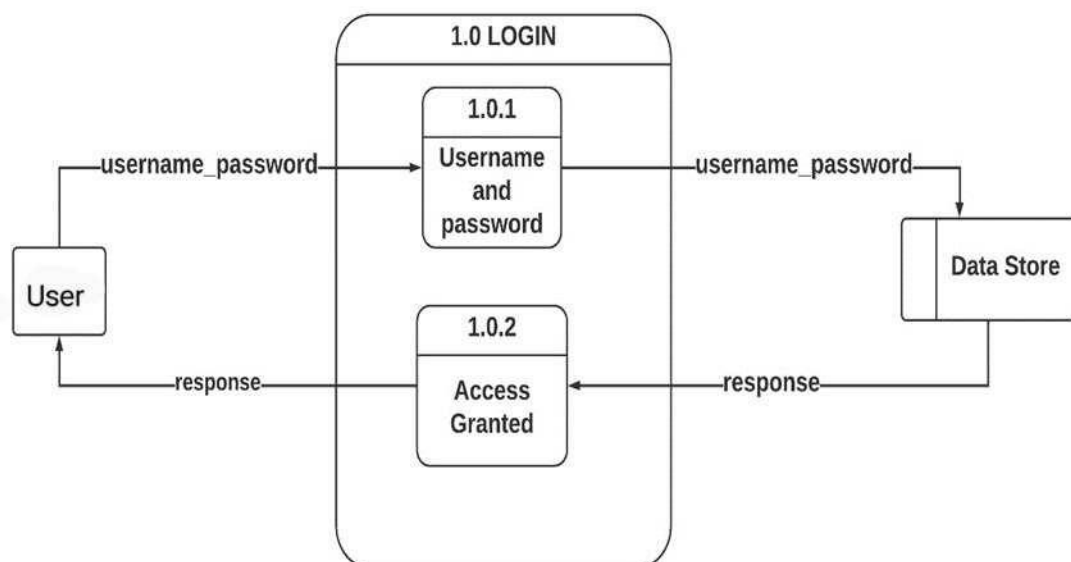 1.0 LOGIN
1.0.1
Username
and
password
username_password
username_password
User
Data Store
1.0.2
Access
Granted
response
response